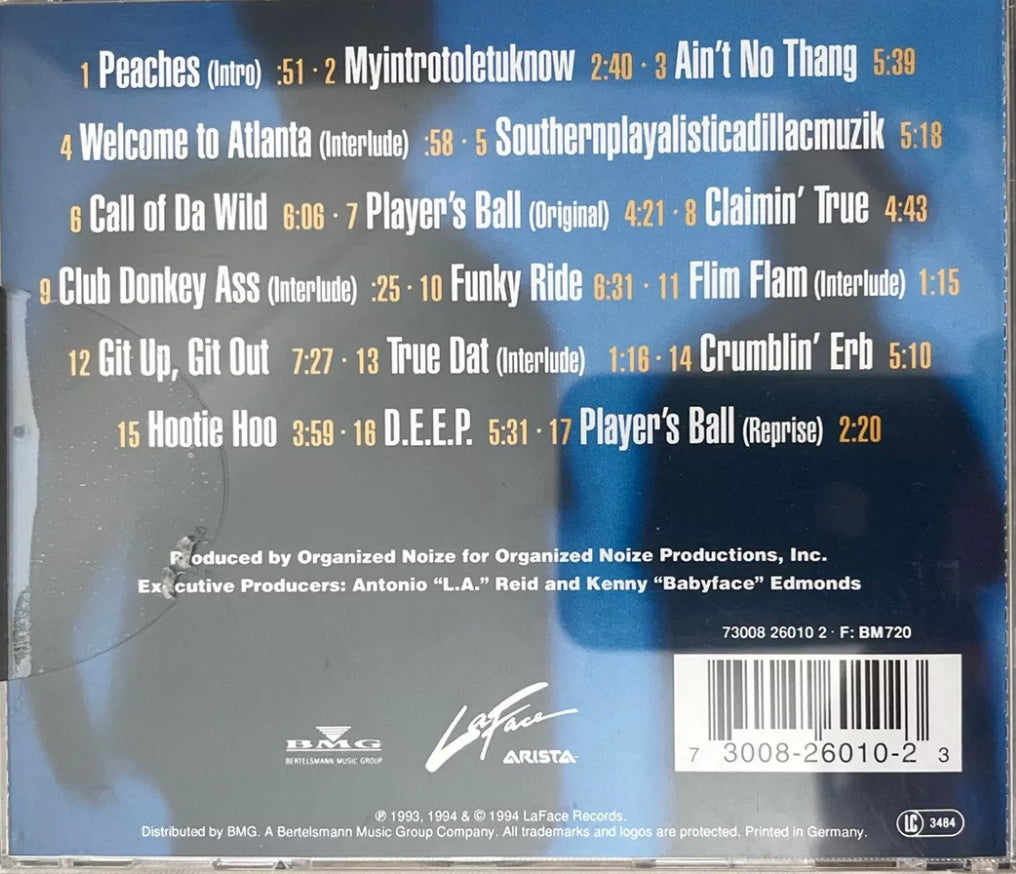 1 Peaches (Intro) :51 · 2 Myintrotoletuknow 2:40 · 3 Ain't No Thang 5:39
4 Welcome to Atlanta (Interlude) :58 · 5 Southernplayalisticadillacmuzik 5:18
6 Call of Da Wild 6:06 · 7 Player's Ball (Original) 4:21 · 8 Claimin' True 4:43
9 Club Donkey Ass (Interlude) :25 · 10 Funky Ride 6:31 · 11 Flim Flam (Interlude) 1:15
12 Git Up, Git Out 7:27 · 13 True Dat (Interlude) 1:16 · 14 Crumblin' Erb 5:10
15 Hootie Hoo 3:59 · 16 D.E.E.P. 5:31 · 17 Player's Ball (Reprise) 2:20
Produced by Organized Noize for Organized Noize Productions, Inc.
Executive Producers: Antonio “L.A.” Reid and Kenny “Babyface” Edmonds
73008 26010 2 · F: BM720
7 3008-26010-2 3
BMG
BERTELSMANN MUSIC GROUP
LaFace
ARISTA
℗ 1993, 1994 & © 1994 LaFace Records.
Distributed by BMG. A Bertelsmann Music Group Company. All trademarks and logos are protected. Printed in Germany.
LC 3484